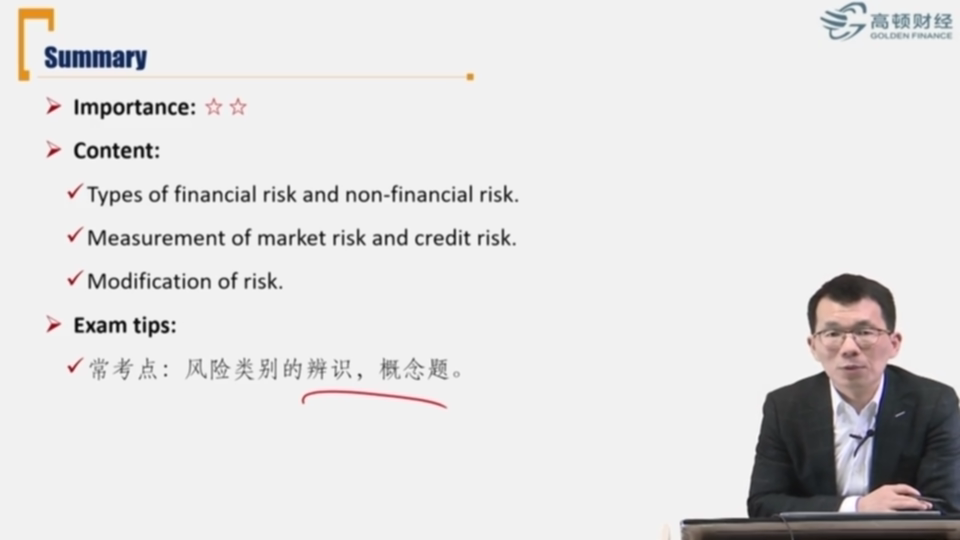 高顿财经
GOLDEN FINANCE
Summary
Importance: ☆☆
Content:
Types of financial risk and non-financial risk.
Measurement of market risk and credit risk.
Modification of risk.
Exam tips:
常考点：风险类别的辨识，概念题。